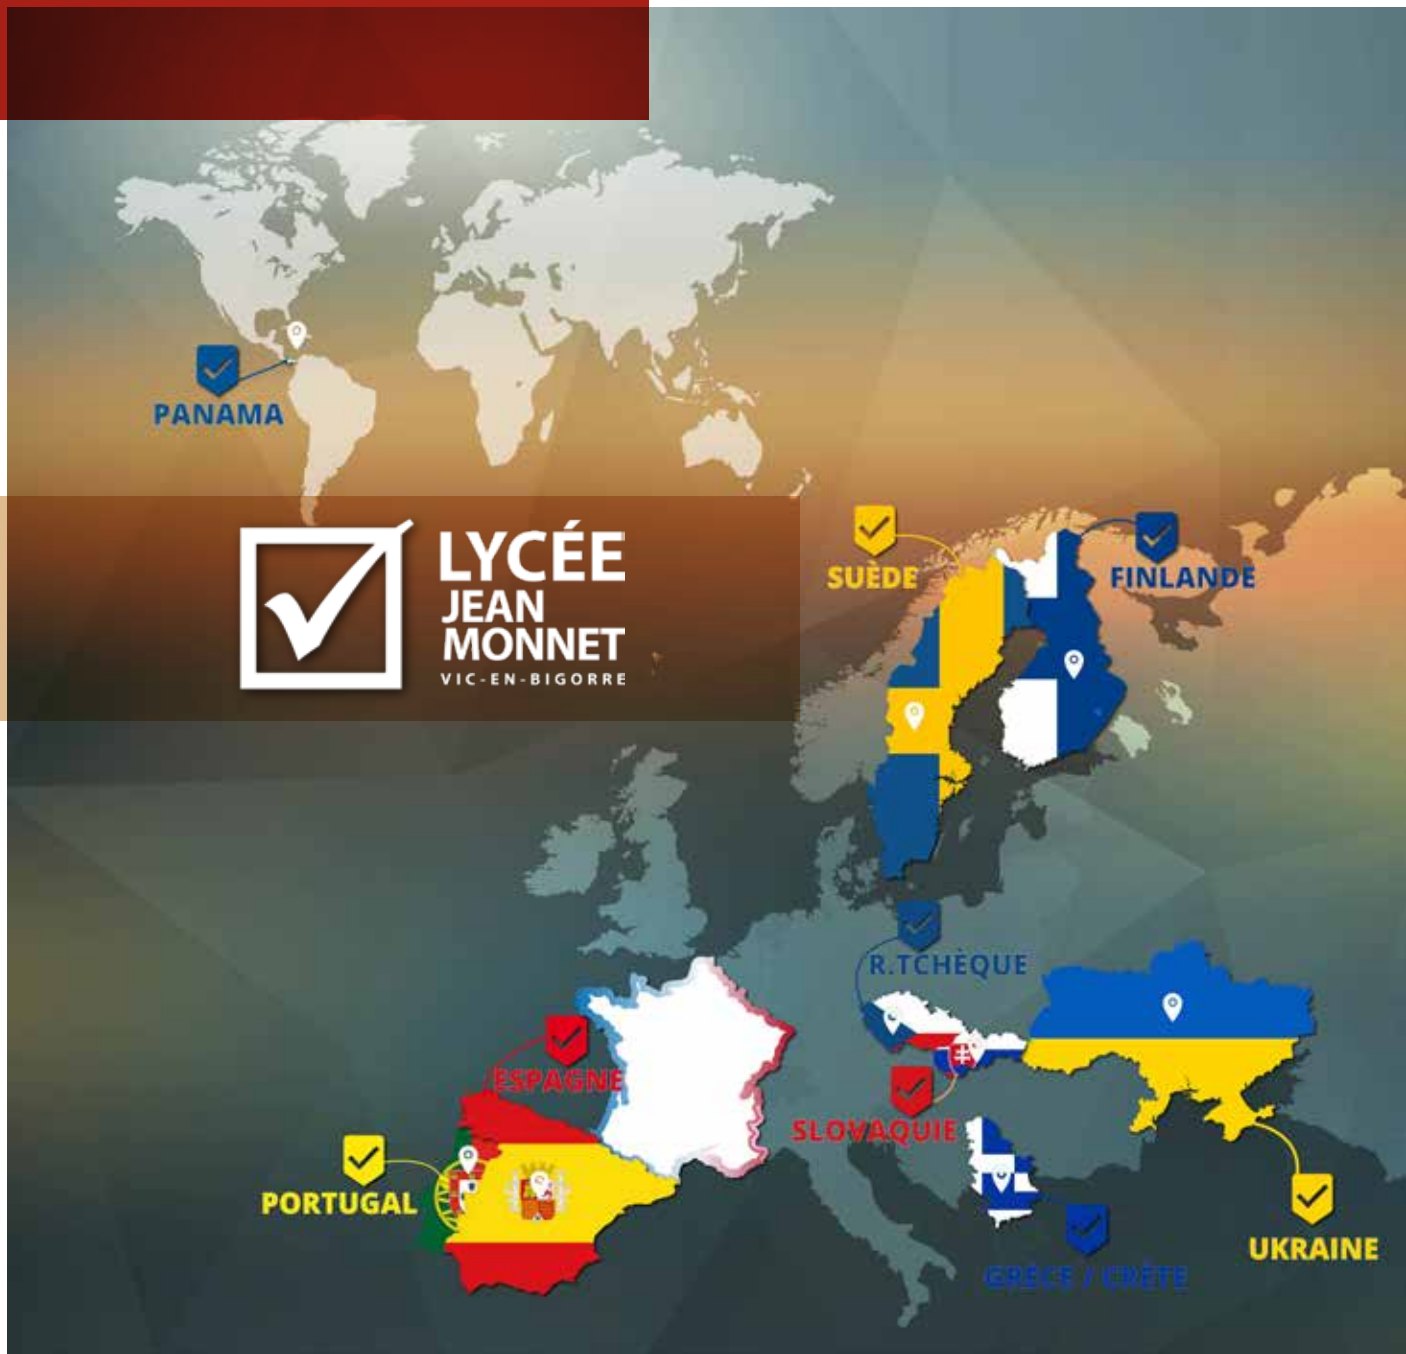 PANAMA
LYCÉE
JEAN
MONNET
VIC-EN-BIGORRE
SUÈDE
FINLANDE
R.TCHÈQUE
ESPAGNE
SLOVAQUIE
PORTUGAL
UKRAINE
GRÈCE / CRÈTE